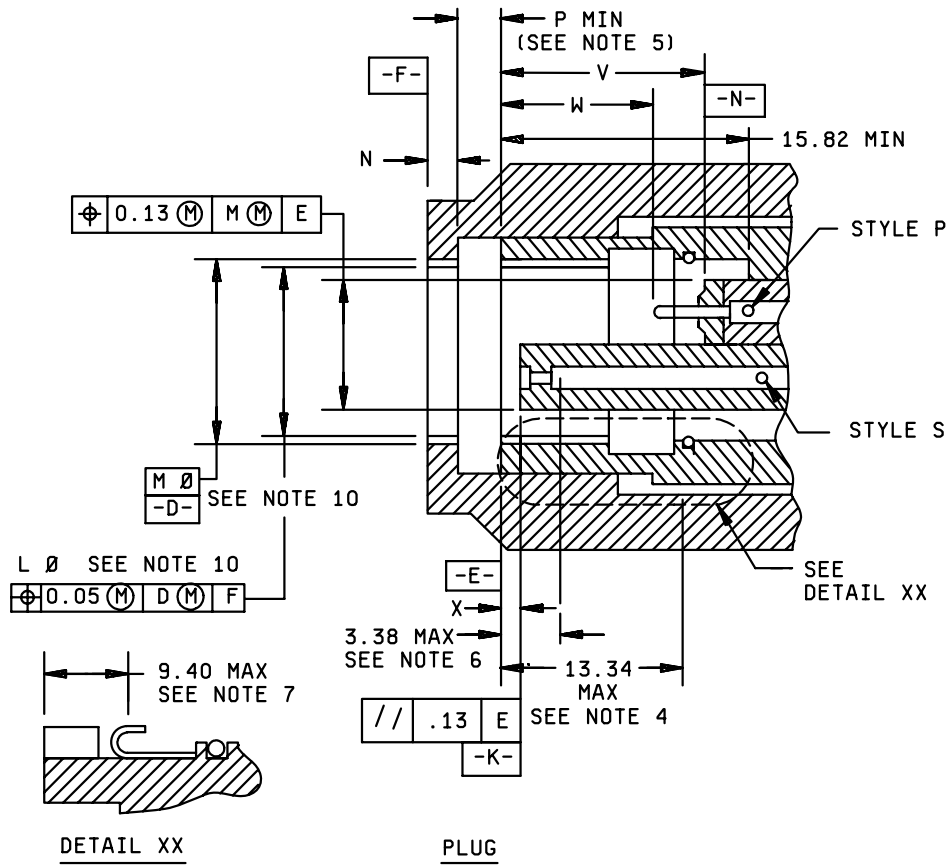 P MIN
(SEE NOTE 5)
-F-
V
W
-N-
N
15.82 MIN
⌖ 0.13 Ⓜ M Ⓜ E
STYLE P
STYLE S
M Ø
-D-
SEE NOTE 10
L Ø SEE NOTE 10
⌖ 0.05 Ⓜ D Ⓜ F
-E-
SEE
DETAIL XX
X
3.38 MAX
SEE NOTE 6
13.34
MAX
SEE NOTE 4
9.40 MAX
SEE NOTE 7
// .13 E
-K-
DETAIL XX
PLUG